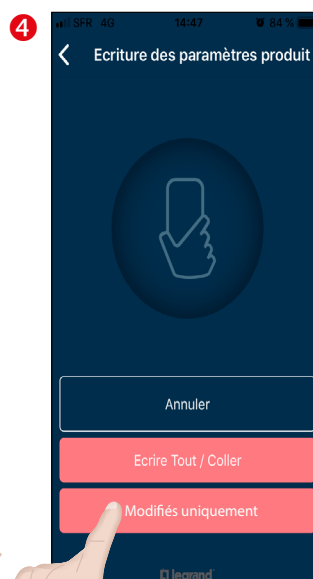 4
SFR 4G 14:47 84 %
Ecriture des paramètres produit
Annuler
Ecrire Tout / Coller
Modifiés uniquement
legrand